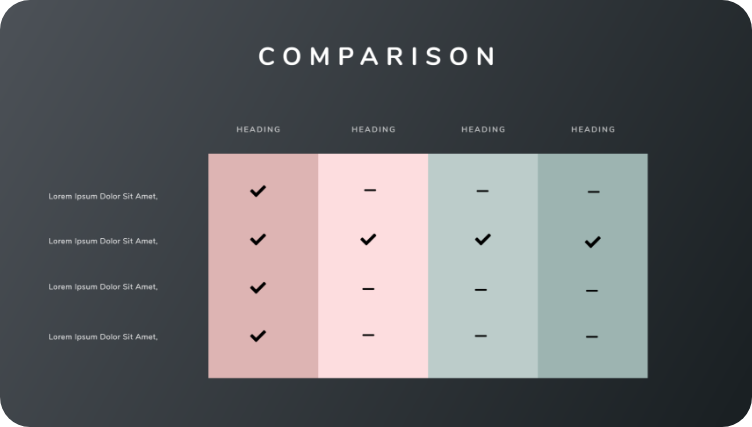 COMPARISON
HEADING HEADING HEADING HEADING
Lorem Ipsum Dolor Sit Amet,
Lorem Ipsum Dolor Sit Amet,
Lorem Ipsum Dolor Sit Amet,
Lorem Ipsum Dolor Sit Amet,